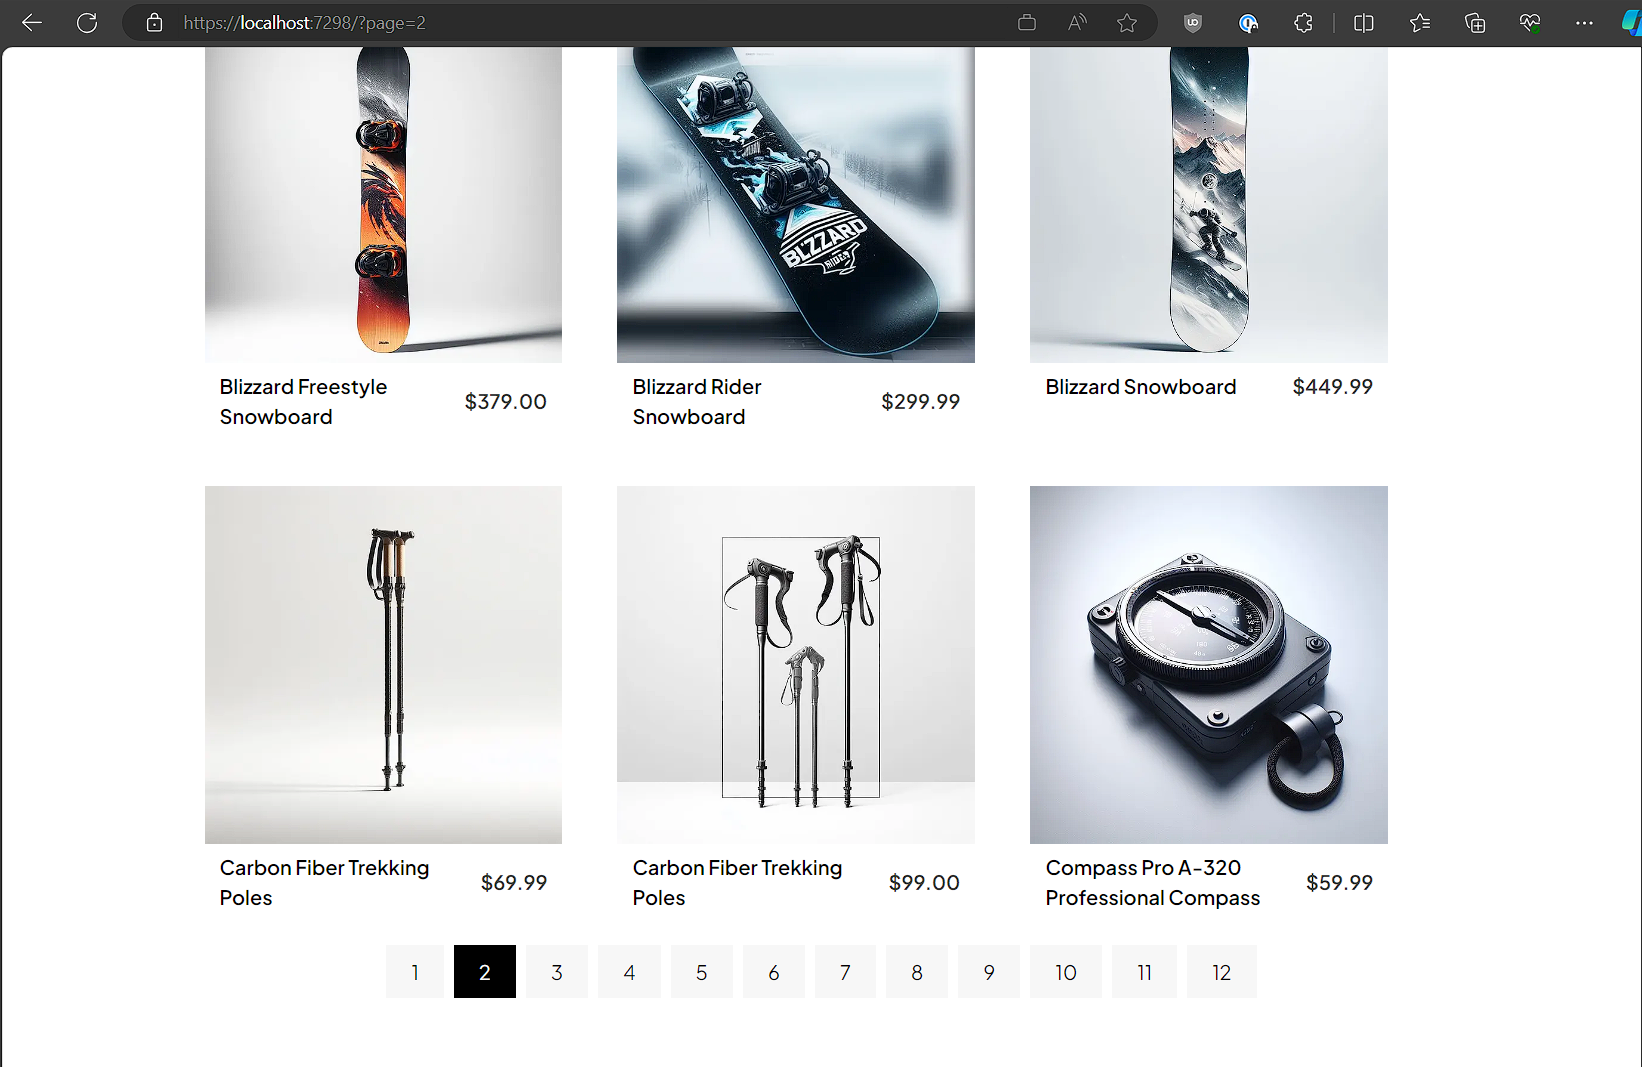 https://localhost:7298/?page=2
BLIZZARD
RIDER
Blizzard Freestyle
Snowboard
$379.00
Blizzard Rider
Snowboard
$299.99
Blizzard Snowboard
$449.99
Carbon Fiber Trekking
Poles
$69.99
Carbon Fiber Trekking
Poles
$99.00
Compass Pro A-320
Professional Compass
$59.99
1 2 3 4 5 6 7 8 9 10 11 12